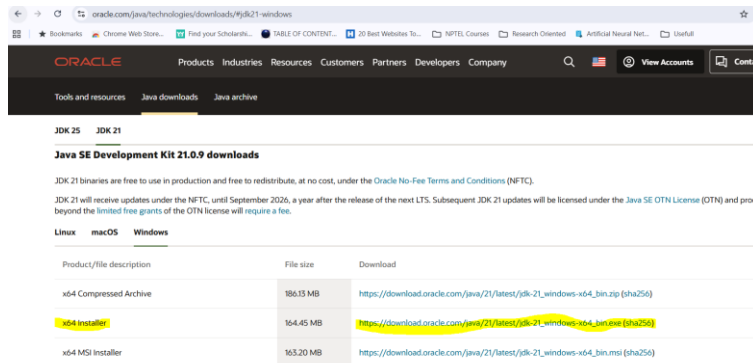 oracle.com/java/technologies/downloads/#jdk21-windows
Bookmarks Chrome Web Store... Find your Scholarshi... TABLE OF CONTENT... 20 Best Websites To... NPTEL Courses Research Oriented Artificial Neural Net... Usefull
ORACLE Products Industries Resources Customers Partners Developers Company View Accounts Conta
Tools and resources Java downloads Java archive
JDK 25 JDK 21
Java SE Development Kit 21.0.9 downloads
JDK 21 binaries are free to use in production and free to redistribute, at no cost, under the Oracle No-Fee Terms and Conditions (NFTC).
JDK 21 will receive updates under the NFTC, until September 2026, a year after the release of the next LTS. Subsequent JDK 21 updates will be licensed under the Java SE OTN License (OTN) and pro
beyond the limited free grants of the OTN license will require a fee.
Linux macOS Windows
Product/file description File size Download
x64 Compressed Archive 186.13 MB https://download.oracle.com/java/21/latest/jdk-21_windows-x64_bin.zip (sha256)
x64 Installer 164.45 MB https://download.oracle.com/java/21/latest/jdk-21_windows-x64_bin.exe (sha256)
x64 MSI Installer 163.20 MB https://download.oracle.com/java/21/latest/jdk-21_windows-x64_bin.msi (sha256)